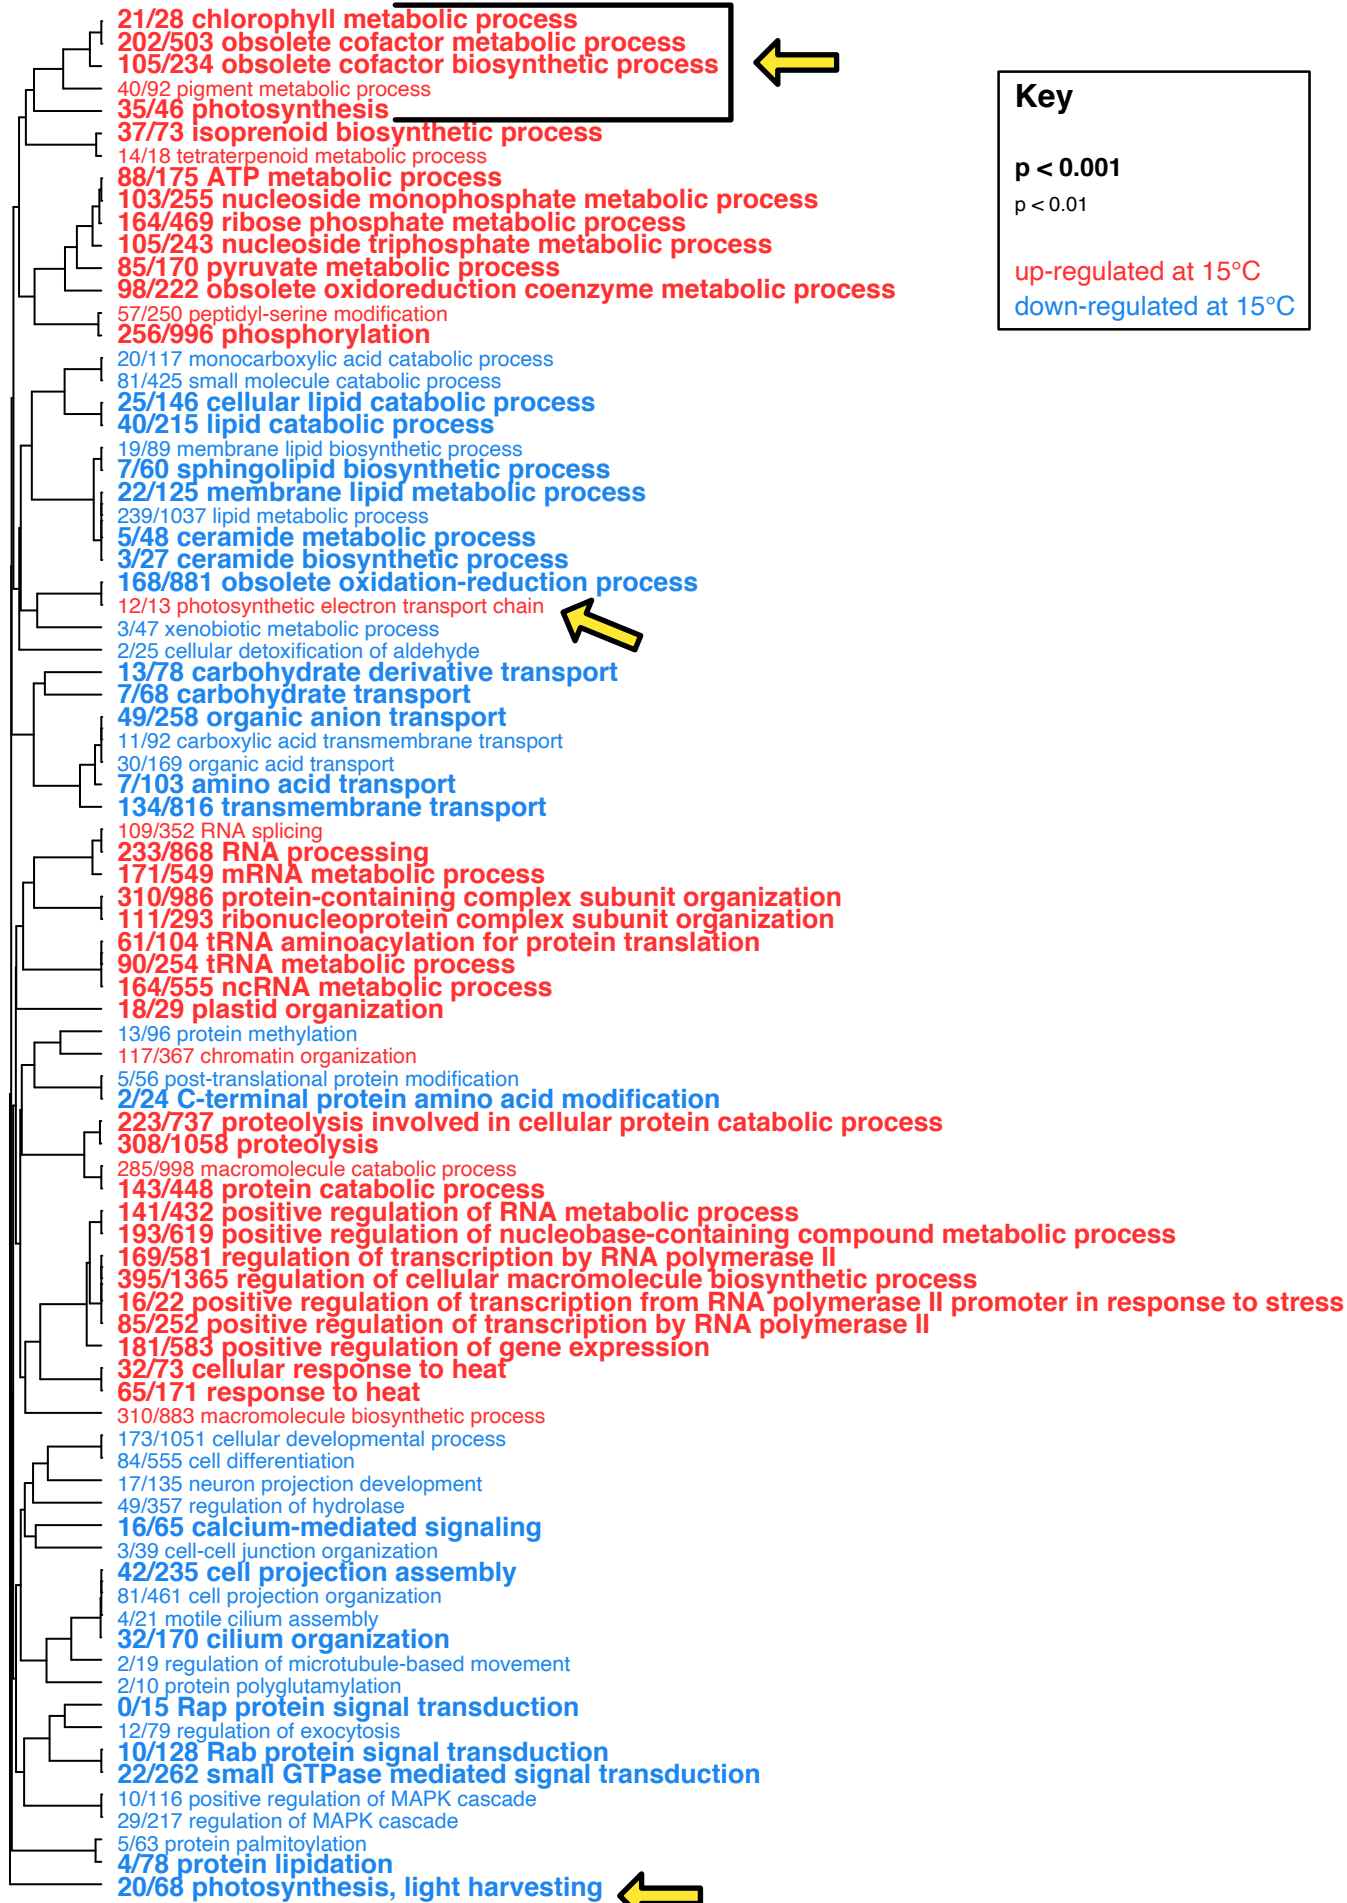 21/28 chlorophyll metabolic process
202/503 obsolete cofactor metabolic process
105/234 obsolete cofactor biosynthetic process
40/92 pigment metabolic process
35/46 photosynthesis
37/73 isoprenoid biosynthetic process
14/18 tetraterpenoid metabolic process
88/175 ATP metabolic process
103/255 nucleoside monophosphate metabolic process
164/469 ribose phosphate metabolic process
105/243 nucleoside triphosphate metabolic process
85/170 pyruvate metabolic process
98/222 obsolete oxidoreduction coenzyme metabolic process
57/250 peptidyl-serine modification
256/996 phosphorylation
20/117 monocarboxylic acid catabolic process
81/425 small molecule catabolic process
25/146 cellular lipid catabolic process
40/215 lipid catabolic process
19/89 membrane lipid biosynthetic process
7/60 sphingolipid biosynthetic process
22/125 membrane lipid metabolic process
239/1037 lipid metabolic process
5/48 ceramide metabolic process
3/27 ceramide biosynthetic process
168/881 obsolete oxidation-reduction process
12/13 photosynthetic electron transport chain
3/47 xenobiotic metabolic process
2/25 cellular detoxification of aldehyde
13/78 carbohydrate derivative transport
7/68 carbohydrate transport
49/258 organic anion transport
11/92 carboxylic acid transmembrane transport
30/169 organic acid transport
7/103 amino acid transport
134/816 transmembrane transport
109/352 RNA splicing
233/868 RNA processing
171/549 mRNA metabolic process
310/986 protein-containing complex subunit organization
111/293 ribonucleoprotein complex subunit organization
61/104 tRNA aminoacylation for protein translation
90/254 tRNA metabolic process
164/555 ncRNA metabolic process
18/29 plastid organization
13/96 protein methylation
117/367 chromatin organization
5/56 post-translational protein modification
2/24 C-terminal protein amino acid modification
223/737 proteolysis involved in cellular protein catabolic process
308/1058 proteolysis
285/998 macromolecule catabolic process
143/448 protein catabolic process
141/432 positive regulation of RNA metabolic process
193/619 positive regulation of nucleobase-containing compound metabolic process
169/581 regulation of transcription by RNA polymerase II
395/1365 regulation of cellular macromolecule biosynthetic process
16/22 positive regulation of transcription from RNA polymerase II promoter in response to stress
85/252 positive regulation of transcription by RNA polymerase II
181/583 positive regulation of gene expression
32/73 cellular response to heat
65/171 response to heat
310/883 macromolecule biosynthetic process
173/1051 cellular developmental process
84/555 cell differentiation
17/135 neuron projection development
49/357 regulation of hydrolase
16/65 calcium-mediated signaling
3/39 cell-cell junction organization
42/235 cell projection assembly
81/461 cell projection organization
4/21 motile cilium assembly
32/170 cilium organization
2/19 regulation of microtubule-based movement
2/10 protein polyglutamylation
0/15 Rap protein signal transduction
12/79 regulation of exocytosis
10/128 Rab protein signal transduction
22/262 small GTPase mediated signal transduction
10/116 positive regulation of MAPK cascade
29/217 regulation of MAPK cascade
5/63 protein palmitoylation
4/78 protein lipidation
20/68 photosynthesis, light harvesting
Key
p < 0.001
p < 0.01
up-regulated at 15°C
down-regulated at 15°C